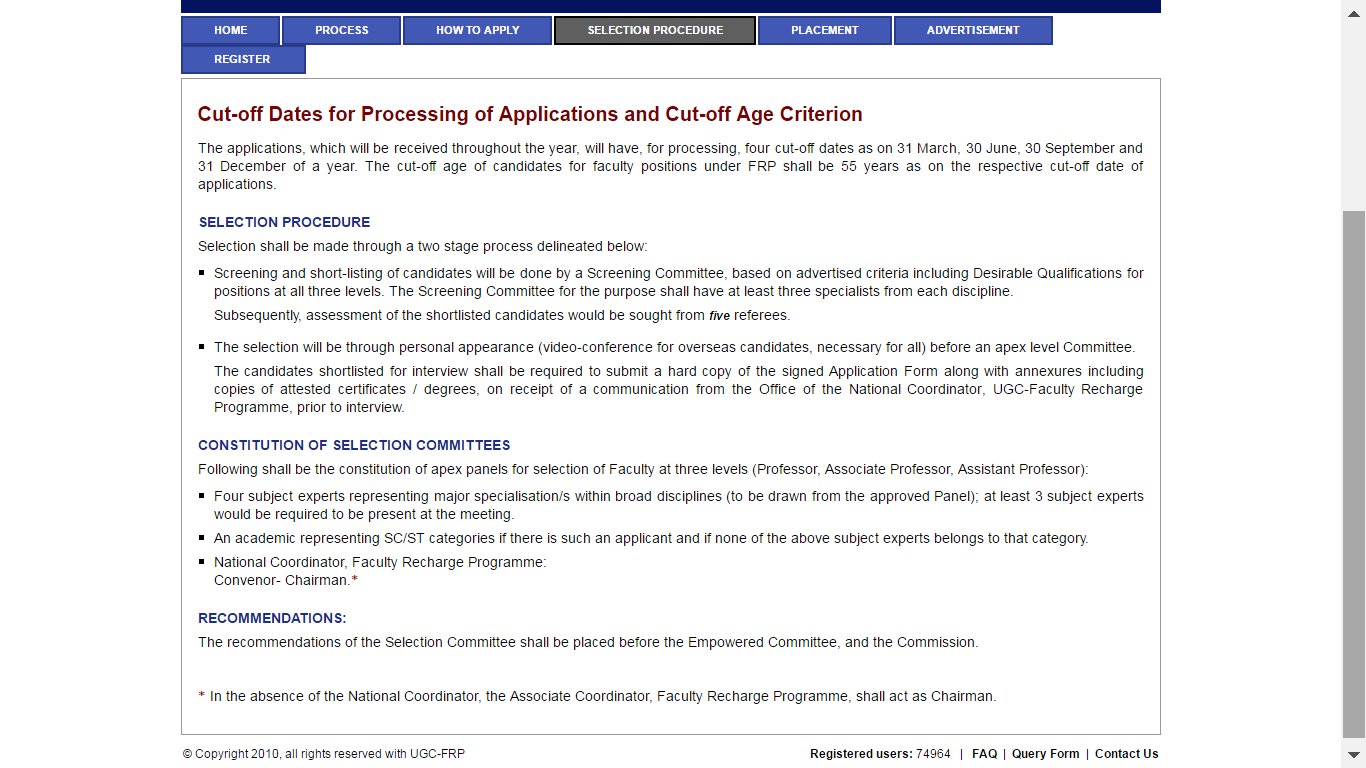 HOME PROCESS HOW TO APPLY SELECTION PROCEDURE PLACEMENT ADVERTISEMENT
REGISTER
Cut-off Dates for Processing of Applications and Cut-off Age Criterion
The applications, which will be received throughout the year, will have, for processing, four cut-off dates as on 31 March, 30 June, 30 September and
31 December of a year. The cut-off age of candidates for faculty positions under FRP shall be 55 years as on the respective cut-off date of
applications.
SELECTION PROCEDURE
Selection shall be made through a two stage process delineated below:
Screening and short-listing of candidates will be done by a Screening Committee, based on advertised criteria including Desirable Qualifications for
positions at all three levels. The Screening Committee for the purpose shall have at least three specialists from each discipline.
Subsequently, assessment of the shortlisted candidates would be sought from five referees.
The selection will be through personal appearance (video-conference for overseas candidates, necessary for all) before an apex level Committee.
The candidates shortlisted for interview shall be required to submit a hard copy of the signed Application Form along with annexures including
copies of attested certificates / degrees, on receipt of a communication from the Office of the National Coordinator, UGC-Faculty Recharge
Programme, prior to interview.
CONSTITUTION OF SELECTION COMMITTEES
Following shall be the constitution of apex panels for selection of Faculty at three levels (Professor, Associate Professor, Assistant Professor):
Four subject experts representing major specialisation/s within broad disciplines (to be drawn from the approved Panel); at least 3 subject experts
would be required to be present at the meeting.
An academic representing SC/ST categories if there is such an applicant and if none of the above subject experts belongs to that category.
National Coordinator, Faculty Recharge Programme:
Convenor- Chairman.*
RECOMMENDATIONS:
The recommendations of the Selection Committee shall be placed before the Empowered Committee, and the Commission.
* In the absence of the National Coordinator, the Associate Coordinator, Faculty Recharge Programme, shall act as Chairman.
© Copyright 2010, all rights reserved with UGC-FRP Registered users: 74964 | FAQ | Query Form | Contact Us